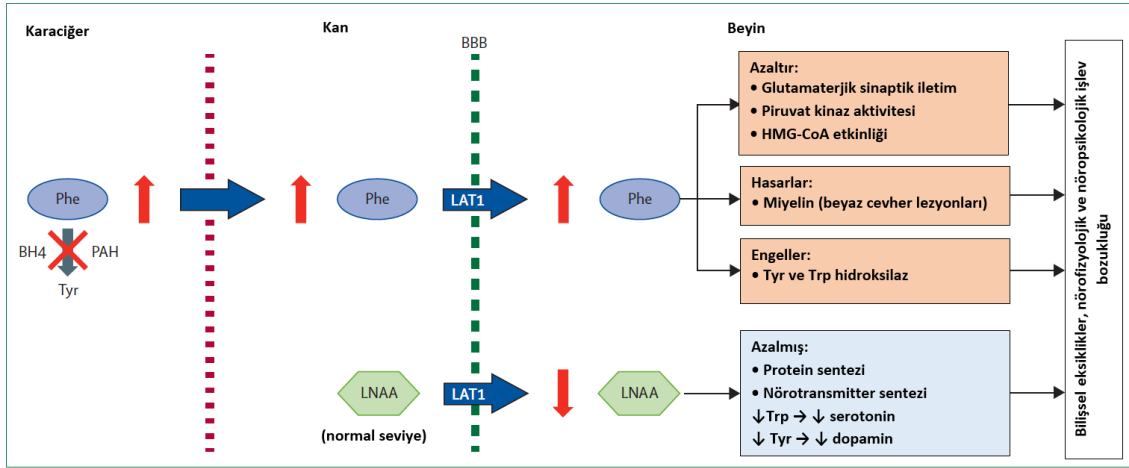 Karaciğer
Kan
Beyin
BBB
Phe
BH4
PAH
Tyr
Phe
LAT1
Phe
LNAA
(normal seviye)
LAT1
LNAA
Azaltır:
• Glutamaterjik sinaptik iletim
• Piruvat kinaz aktivitesi
• HMG-CoA etkinliği
Hasarlar:
• Miyelin (beyaz cevher lezyonları)
Engeller:
• Tyr ve Trp hidroksilaz
Azalmış:
• Protein sentezi
• Nörotransmitter sentezi
↓Trp → ↓ serotonin
↓ Tyr → ↓ dopamin
Bilişsel eksiklikler, nörofizyolojik ve nöropsikolojik işlev
bozukluğu